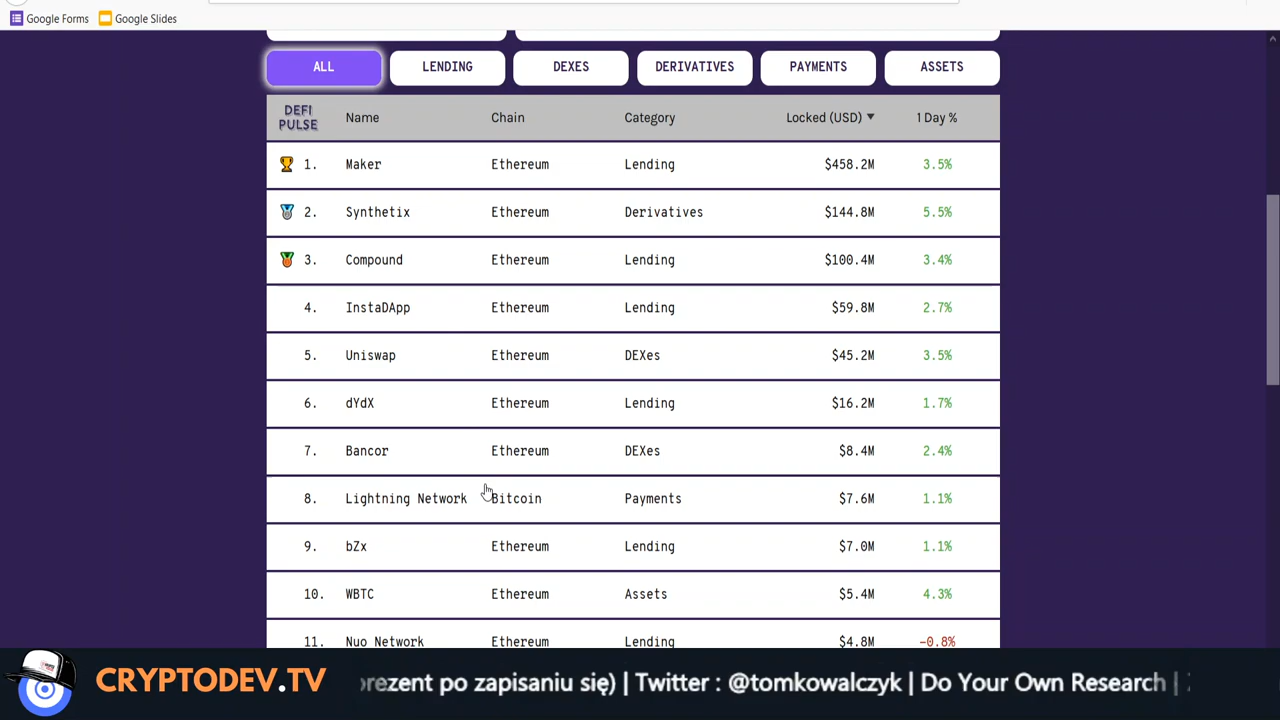 Google Forms Google Slides
ALL LENDING DEXES DERIVATIVES PAYMENTS ASSETS
DEFI PULSE Name Chain Category Locked (USD) ▼ 1 Day %
1. Maker Ethereum Lending $458.2M 3.5%
2. Synthetix Ethereum Derivatives $144.8M 5.5%
3. Compound Ethereum Lending $100.4M 3.4%
4. InstaDApp Ethereum Lending $59.8M 2.7%
5. Uniswap Ethereum DEXes $45.2M 3.5%
6. dYdX Ethereum Lending $16.2M 1.7%
7. Bancor Ethereum DEXes $8.4M 2.4%
8. Lightning Network Bitcoin Payments $7.6M 1.1%
9. bZx Ethereum Lending $7.0M 1.1%
10. WBTC Ethereum Assets $5.4M 4.3%
11. Nuo Network Ethereum Lending $4.8M -0.8%
CRYPTODEV.TV prezent po zapisaniu się) | Twitter : @tomkowalczyk | Do Your Own Research |